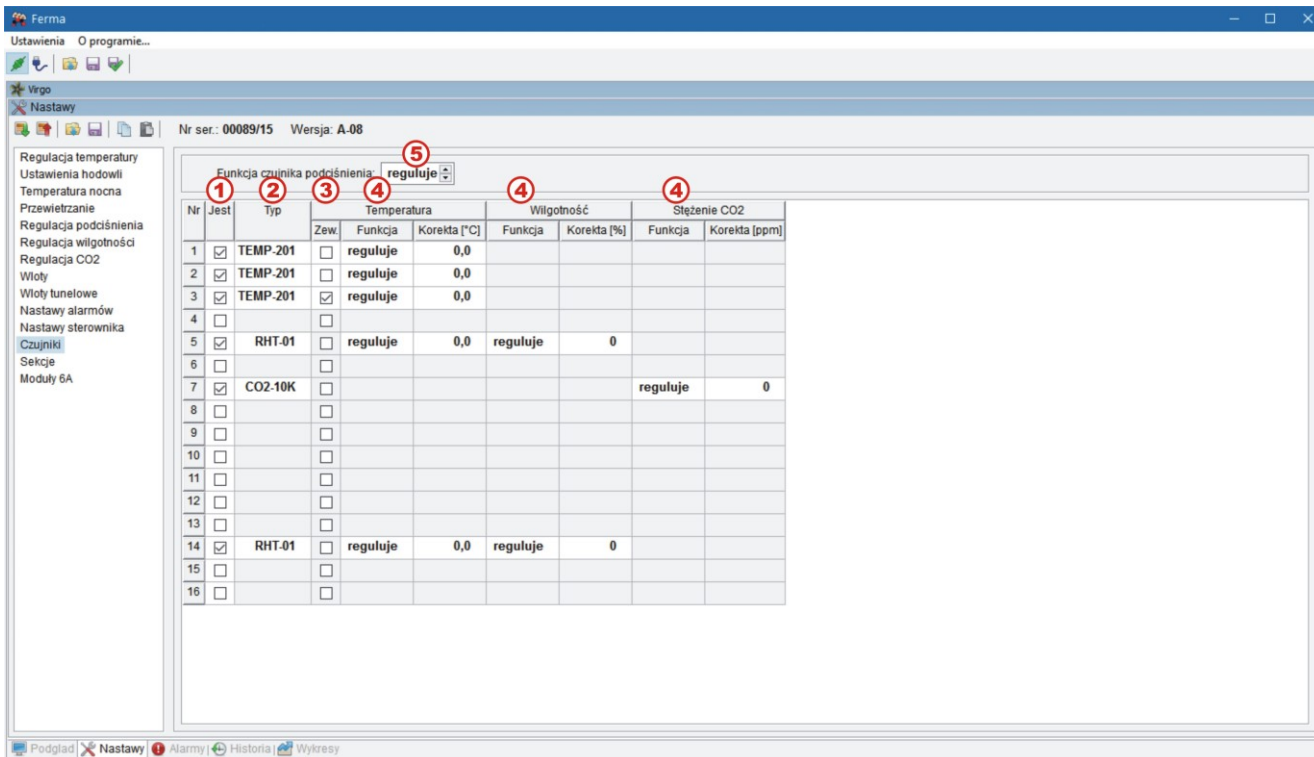 Ferma
Ustawienia O programie...
Virgo
Nastawy
Nr ser.: 00089/15 Wersja: A-08
Regulacja temperatury
Ustawienia hodowli
Temperatura nocna
Przewietrzanie
Regulacja podciśnienia
Regulacja wilgotności
Regulacja CO2
Wloty
Wloty tunelowe
Nastawy alarmów
Nastawy sterownika
Czujniki
Sekcje
Moduły 6A
5
Funkcja czujnika podciśnienia: reguluje
1 2 3 4 4 4
Nr Jest Typ Temperatura Wilgotność Stężenie CO2
Zew. Funkcja Korekta [°C] Funkcja Korekta [%] Funkcja Korekta [ppm]
1 TEMP-201 reguluje 0,0
2 TEMP-201 reguluje 0,0
3 TEMP-201 reguluje 0,0
4
5 RHT-01 reguluje 0,0 reguluje 0
6
7 CO2-10K reguluje 0
8
9
10
11
12
13
14 RHT-01 reguluje 0,0 reguluje 0
15
16
Podgląd Nastawy Alarmy Historia Wykresy